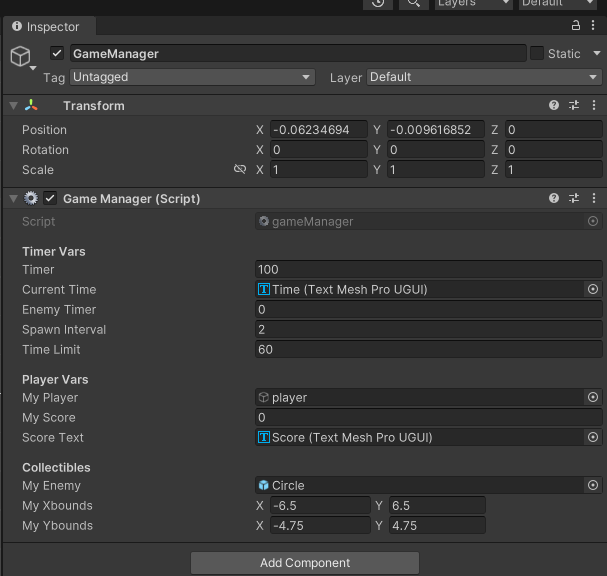 Layers Default
Inspector
GameManager Static
Tag Untagged Layer Default
Transform
Position X -0.06234694 Y -0.009616852 Z 0
Rotation X 0 Y 0 Z 0
Scale X 1 Y 1 Z 1
Game Manager (Script)
Script gameManager
Timer Vars
Timer 100
Current Time Time (Text Mesh Pro UGUI)
Enemy Timer 0
Spawn Interval 2
Time Limit 60
Player Vars
My Player player
My Score 0
Score Text Score (Text Mesh Pro UGUI)
Collectibles
My Enemy Circle
My Xbounds X -6.5 Y 6.5
My Ybounds X -4.75 Y 4.75
Add Component